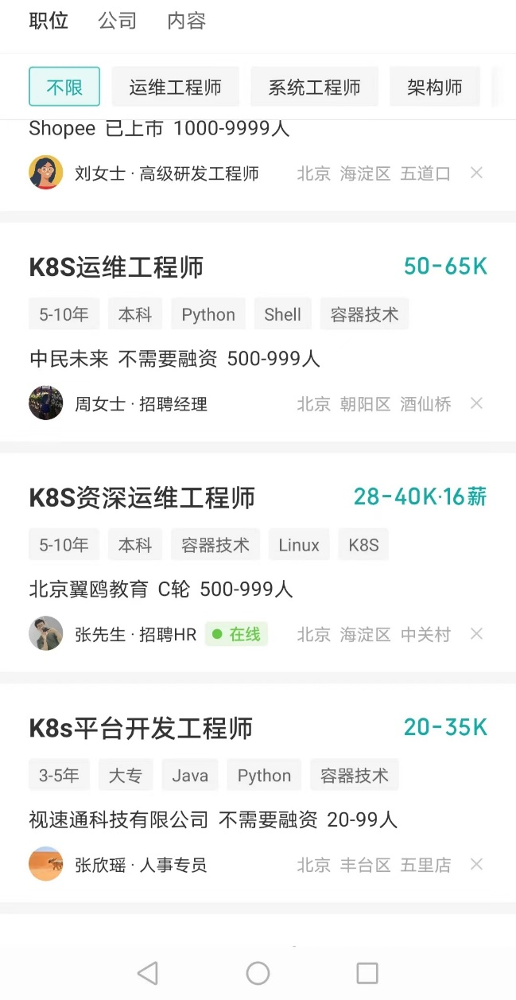 职位 公司 内容
不限 运维工程师 系统工程师 架构师
Shopee 已上市 1000-9999人
刘女士 · 高级研发工程师 北京 海淀区 五道口
K8S运维工程师 50-65K
5-10年 本科 Python Shell 容器技术
中民未来 不需要融资 500-999人
周女士 · 招聘经理 北京 朝阳区 酒仙桥
K8S资深运维工程师 28-40K·16薪
5-10年 本科 容器技术 Linux K8S
北京翼鸥教育 C轮 500-999人
张先生 · 招聘HR 在线 北京 海淀区 中关村
K8s平台开发工程师 20-35K
3-5年 大专 Java Python 容器技术
视速通科技有限公司 不需要融资 20-99人
张欣瑶 · 人事专员 北京 丰台区 五里店